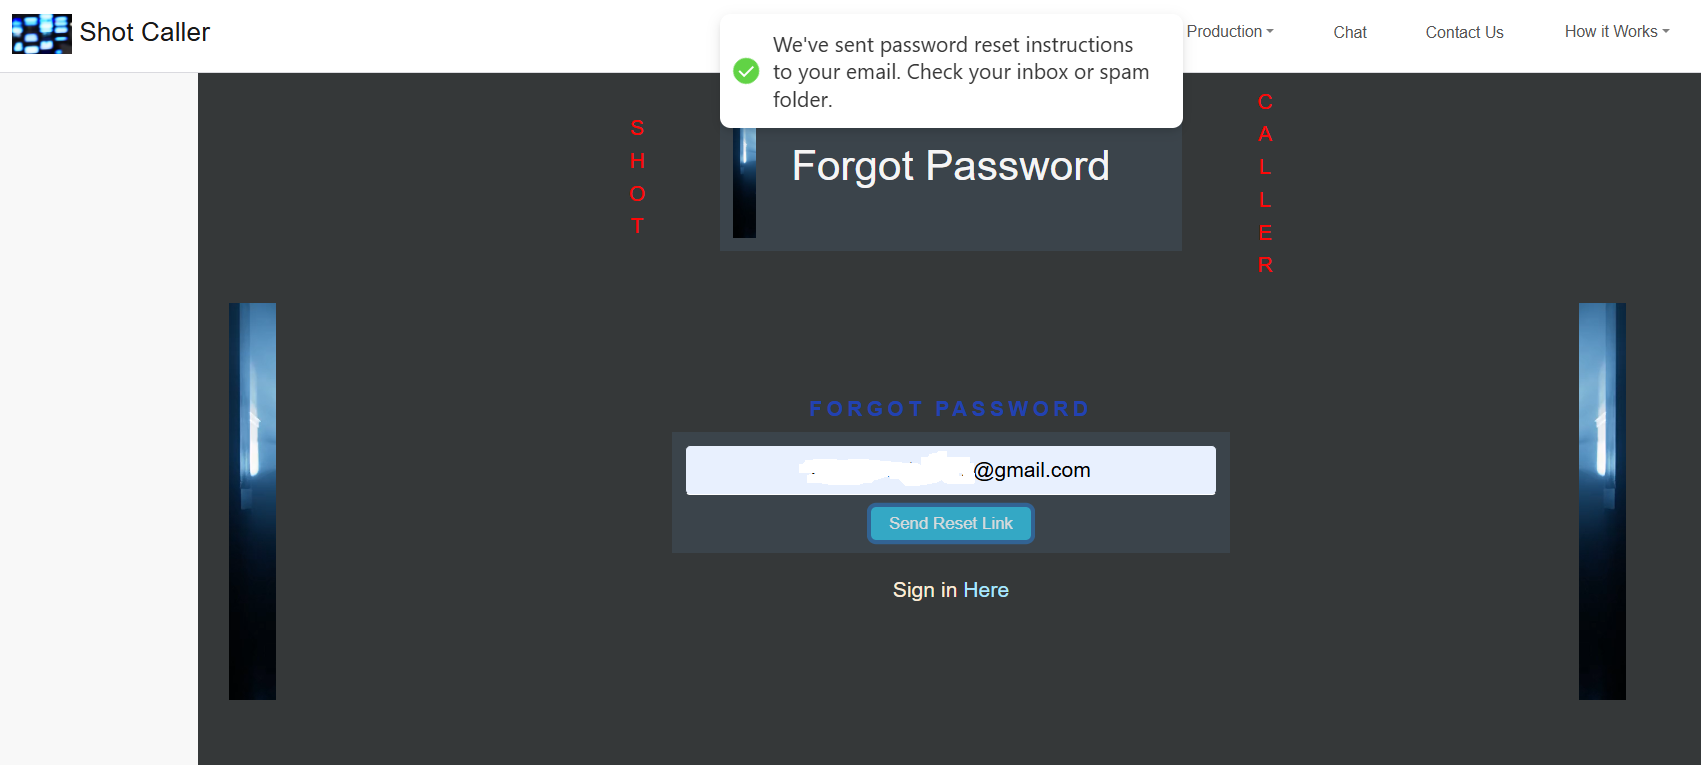 Shot Caller
Production
Chat
Contact Us
How it Works
We've sent password reset instructions
to your email. Check your inbox or spam
folder.
S
H
O
T
Forgot Password
C
A
L
L
E
R
FORGOT PASSWORD
@gmail.com
Send Reset Link
Sign in Here